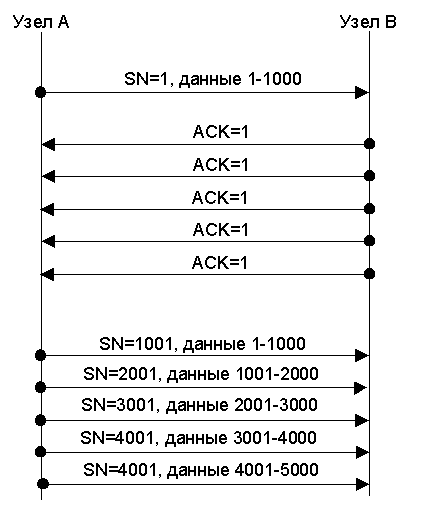 Узел A
Узел B
SN=1, данные 1-1000
ACK=1
ACK=1
ACK=1
ACK=1
ACK=1
SN=1001, данные 1-1000
SN=2001, данные 1001-2000
SN=3001, данные 2001-3000
SN=4001, данные 3001-4000
SN=4001, данные 4001-5000